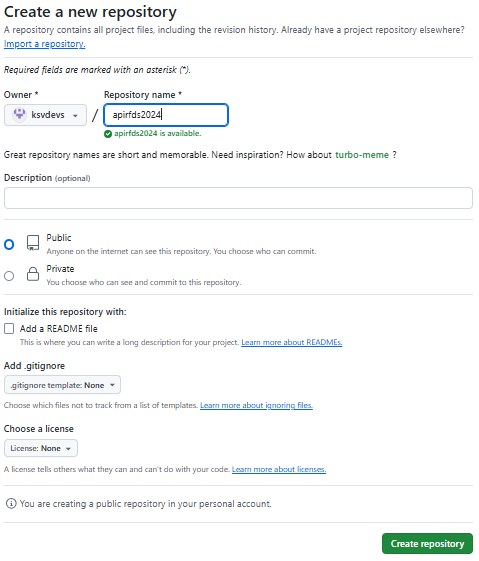 Create a new repository
A repository contains all project files, including the revision history. Already have a project repository elsewhere?
Import a repository.
Required fields are marked with an asterisk (*).
Owner * Repository name *
ksvdevs / apirfds2024
apirfds2024 is available.
Great repository names are short and memorable. Need inspiration? How about turbo-meme ?
Description (optional)
Public
Anyone on the internet can see this repository. You choose who can commit.
Private
You choose who can see and commit to this repository.
Initialize this repository with:
Add a README file
This is where you can write a long description for your project. Learn more about READMEs.
Add .gitignore
.gitignore template: None
Choose which files not to track from a list of templates. Learn more about ignoring files.
Choose a license
License: None
A license tells others what they can and can't do with your code. Learn more about licenses.
You are creating a public repository in your personal account.
Create repository